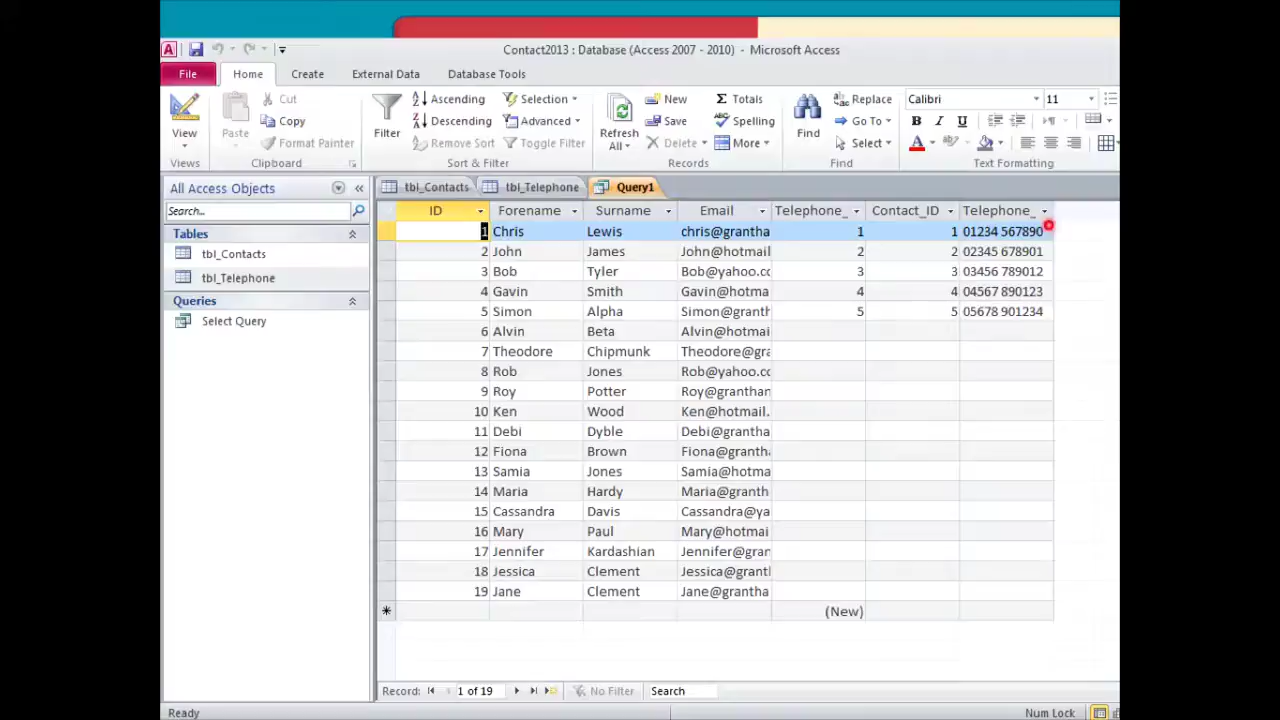 Contact2013 : Database (Access 2007 - 2010) - Microsoft Access
File Home Create External Data Database Tools
View Paste Cut Copy Format Painter Filter Ascending Descending Remove Sort Selection Advanced Toggle Filter Refresh All New Save Delete Totals Spelling More Find Replace Go To Select Calibri 11 B I U
Views Clipboard Sort & Filter Records Find Text Formatting
All Access Objects
Search...
Tables
tbl_Contacts
tbl_Telephone
Queries
Select Query
tbl_Contacts tbl_Telephone Query1
ID Forename Surname Email Telephone_ Contact_ID Telephone_
1 Chris Lewis chris@grantha 1 1 01234 567890
2 John James John@hotmail 2 2 02345 678901
3 Bob Tyler Bob@yahoo.co 3 3 03456 789012
4 Gavin Smith Gavin@hotma 4 4 04567 890123
5 Simon Alpha Simon@granth 5 5 05678 901234
6 Alvin Beta Alvin@hotmai
7 Theodore Chipmunk Theodore@gra
8 Rob Jones Rob@yahoo.co
9 Roy Potter Roy@grantham
10 Ken Wood Ken@hotmail.
11 Debi Dyble Debi@grantha
12 Fiona Brown Fiona@grantha
13 Samia Jones Samia@hotma
14 Maria Hardy Maria@granth
15 Cassandra Davis Cassandra@ya
16 Mary Paul Mary@hotmai
17 Jennifer Kardashian Jennifer@gran
18 Jessica Clement Jessica@granth
19 Jane Clement Jane@grantha
* (New)
Record: 1 of 19 No Filter Search
Ready Num Lock